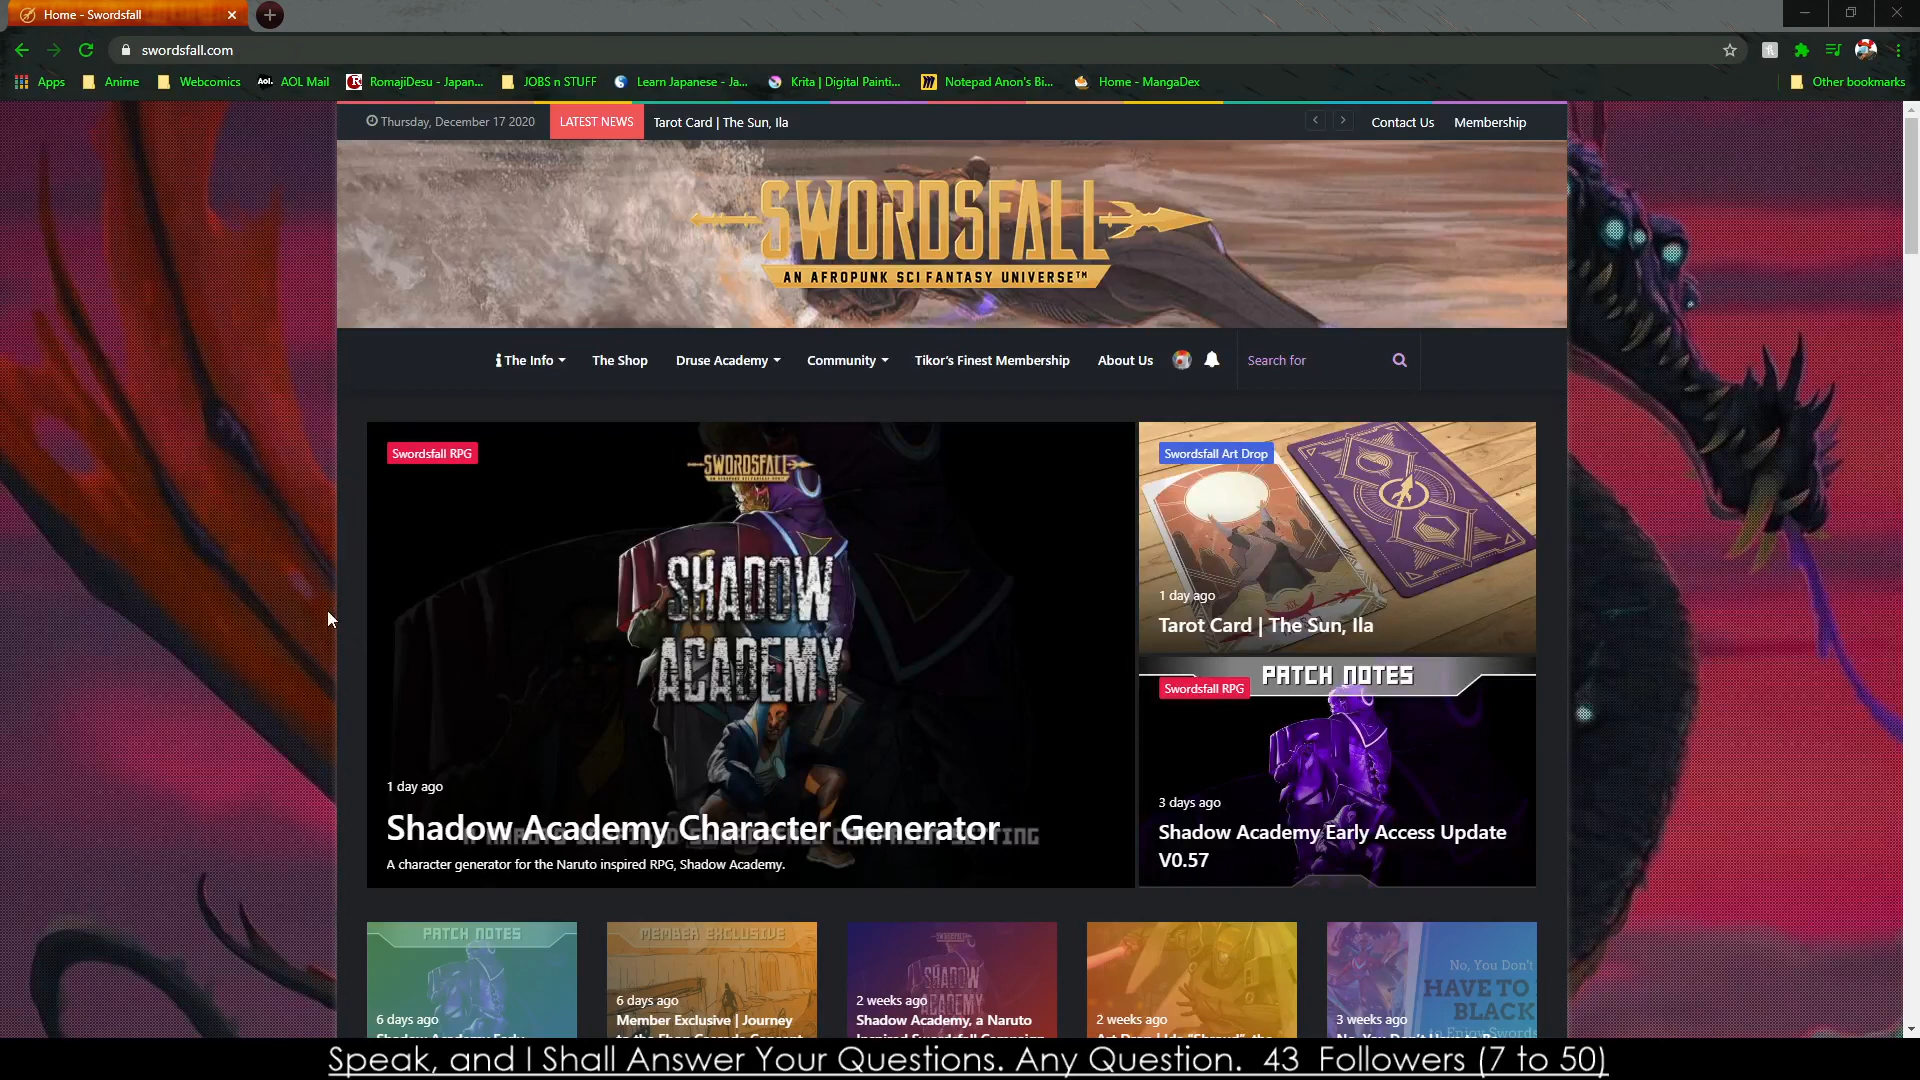 Home - Swordsfall
swordsfall.com
Apps Anime Webcomics Aol. AOL Mail RomajiDesu - Japan... JOBS n STUFF Learn Japanese - Ja... Krita | Digital Painti... Notepad Anon's Bi... Home - MangaDex Other bookmarks
Thursday, December 17 2020 LATEST NEWS Tarot Card | The Sun, Ila Contact Us Membership
SWORDSFALL
AN AFROPUNK SCI FANTASY UNIVERSE™
The Info The Shop Druse Academy Community Tikor's Finest Membership About Us Search for
Swordsfall RPG
SWORDSFALL
SHADOW
ACADEMY
1 day ago
Shadow Academy Character Generator
A character generator for the Naruto inspired RPG, Shadow Academy.
Swordsfall Art Drop
1 day ago
Tarot Card | The Sun, Ila
PATCH NOTES
Swordsfall RPG
3 days ago
Shadow Academy Early Access Update
V0.57
PATCH NOTES
6 days ago
Shadow Academy Early
MEMBER EXCLUSIVE
6 days ago
Member Exclusive | Journey
SHADOW
ACADEMY
2 weeks ago
Shadow Academy, a Naruto
2 weeks ago
No, You Don't
HAVE TO
BLACK
3 weeks ago
Speak, and I Shall Answer Your Questions. Any Question. 43 Followers (7 to 50)